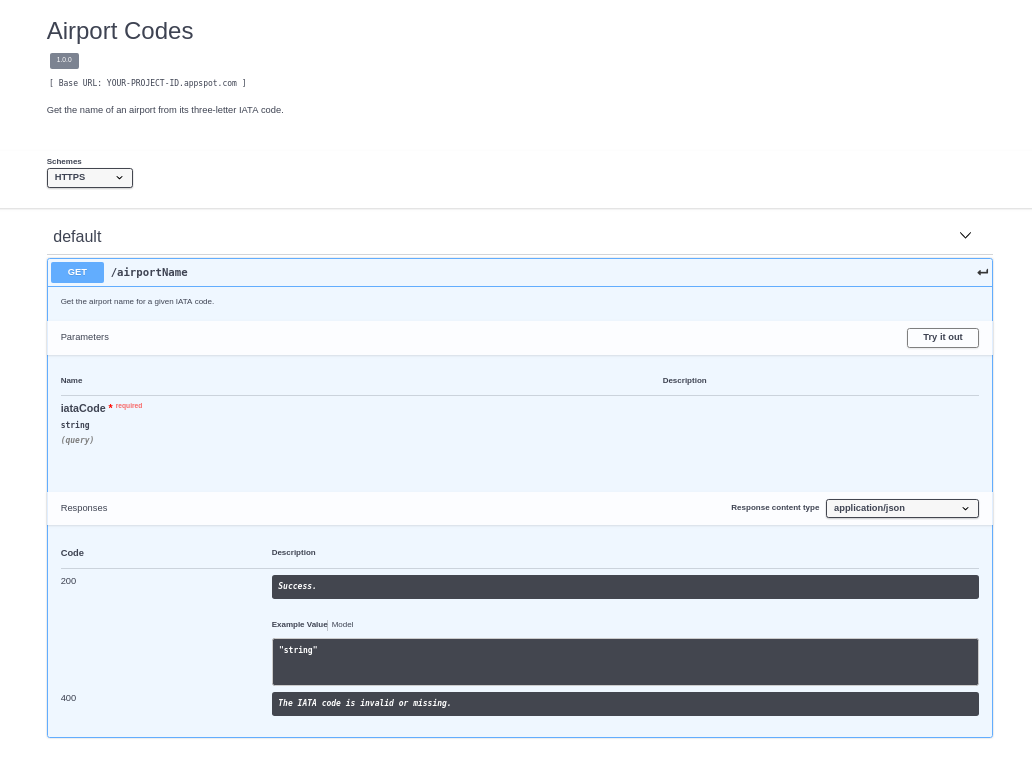 Airport Codes
1.0.0
[ Base URL: YOUR-PROJECT-ID.appspot.com ]
Get the name of an airport from its three-letter IATA code.
Schemes
HTTPS
default
GET /airportName
Get the airport name for a given IATA code.
Parameters Try it out
Name Description
iataCode * required
string
(query)
Responses Response content type application/json
Code Description
200 Success.
Example Value Model
"string"
400 The IATA code is invalid or missing.